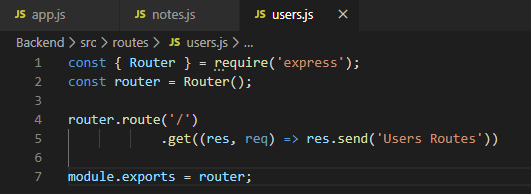 JS app.js JS notes.js JS users.js ×
Backend > src > routes > JS users.js > ...
1 const { Router } = require('express');
2 const router = Router();
3
4 router.route('/')
5 .get((res, req) => res.send('Users Routes'))
6
7 module.exports = router;